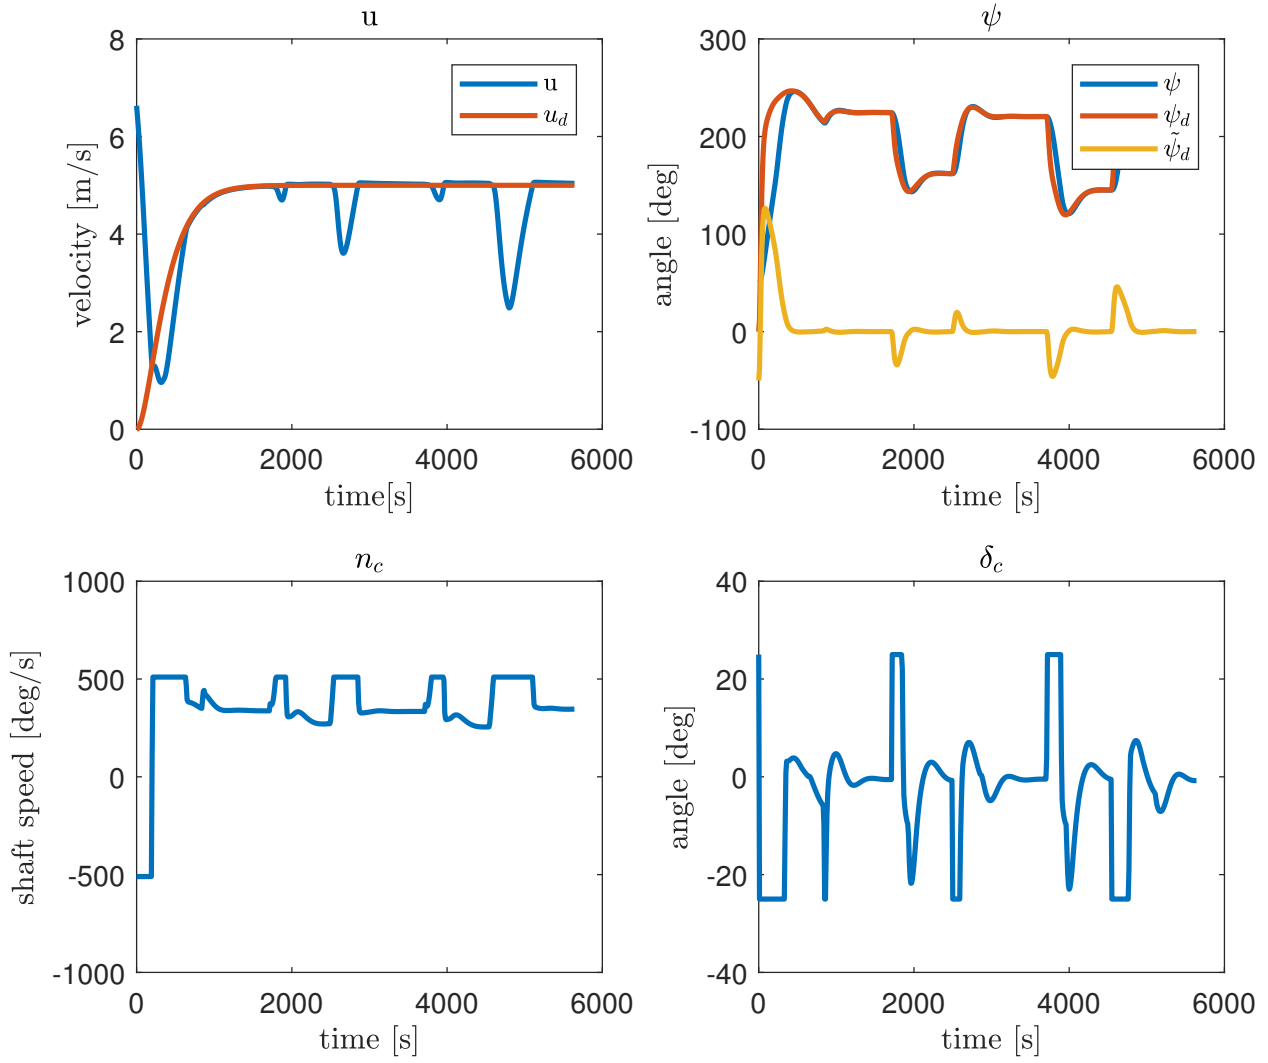 u
8
6
4
2
0
0
2000
4000
6000
velocity [m/s]
time[s]
u
u_d
ψ
300
200
100
0
-100
0
2000
4000
6000
angle [deg]
time [s]
ψ
ψ_d
ψ̃_d
n_c
1000
500
0
-500
-1000
0
2000
4000
6000
shaft speed [deg/s]
time [s]
δ_c
40
20
0
-20
-40
0
2000
4000
6000
angle [deg]
time [s]